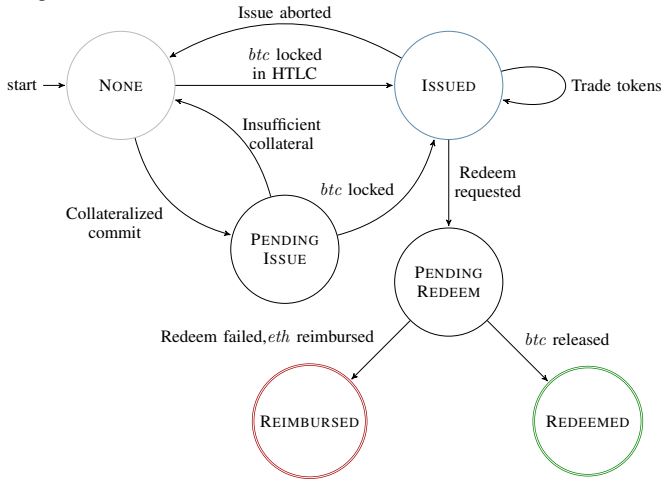 Issue aborted
btc locked
in HTLC
start
NONE
ISSUED
Trade tokens
Insufficient
collateral
btc locked
Redeem
requested
Collateralized
commit
PENDING
ISSUE
PENDING
REDEEM
Redeem failed,eth reimbursed
btc released
REIMBURSED
REDEEMED